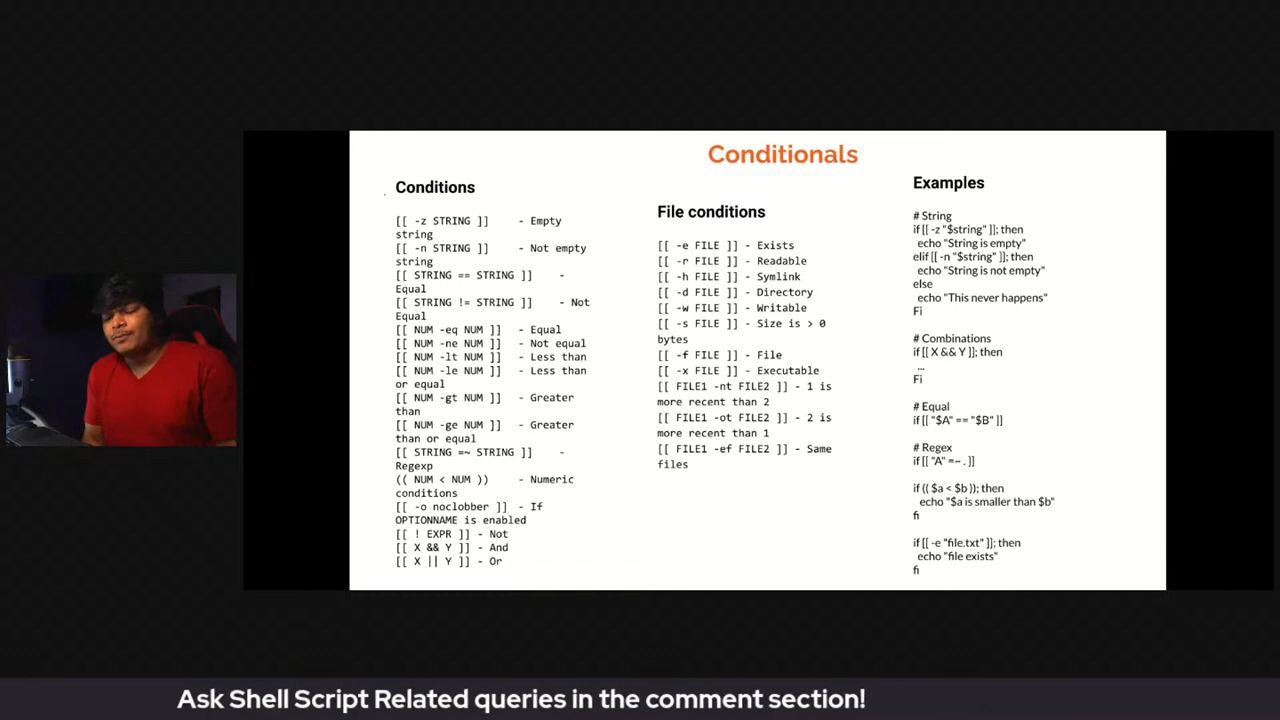 Conditionals
Conditions
[[ -z STRING ]] - Empty
string
[[ -n STRING ]] - Not empty
string
[[ STRING == STRING ]] -
Equal
[[ STRING != STRING ]] - Not
Equal
[[ NUM -eq NUM ]] - Equal
[[ NUM -ne NUM ]] - Not equal
[[ NUM -lt NUM ]] - Less than
[[ NUM -le NUM ]] - Less than
or equal
[[ NUM -gt NUM ]] - Greater
than
[[ NUM -ge NUM ]] - Greater
than or equal
[[ STRING =~ STRING ]] -
Regexp
(( NUM < NUM )) - Numeric
conditions
[[ -o noclobber ]] - If
OPTIONNAME is enabled
[[ ! EXPR ]] - Not
[[ X && Y ]] - And
[[ X || Y ]] - Or
File conditions
[[ -e FILE ]] - Exists
[[ -r FILE ]] - Readable
[[ -h FILE ]] - Symlink
[[ -d FILE ]] - Directory
[[ -w FILE ]] - Writable
[[ -s FILE ]] - Size is > 0
bytes
[[ -f FILE ]] - File
[[ -x FILE ]] - Executable
[[ FILE1 -nt FILE2 ]] - 1 is
more recent than 2
[[ FILE1 -ot FILE2 ]] - 2 is
more recent than 1
[[ FILE1 -ef FILE2 ]] - Same
files
Examples
# String
if [[ -z "$string" ]]; then
echo "String is empty"
elif [[ -n "$string" ]]; then
echo "String is not empty"
else
echo "This never happens"
Fi
# Combinations
if [[ X && Y ]]; then
...
Fi
# Equal
if [[ "$A" == "$B" ]]
# Regex
if [[ "A" =~ . ]]
if (( $a < $b )); then
echo "$a is smaller than $b"
fi
if [[ -e "file.txt" ]]; then
echo "file exists"
fi
Ask Shell Script Related queries in the comment section!